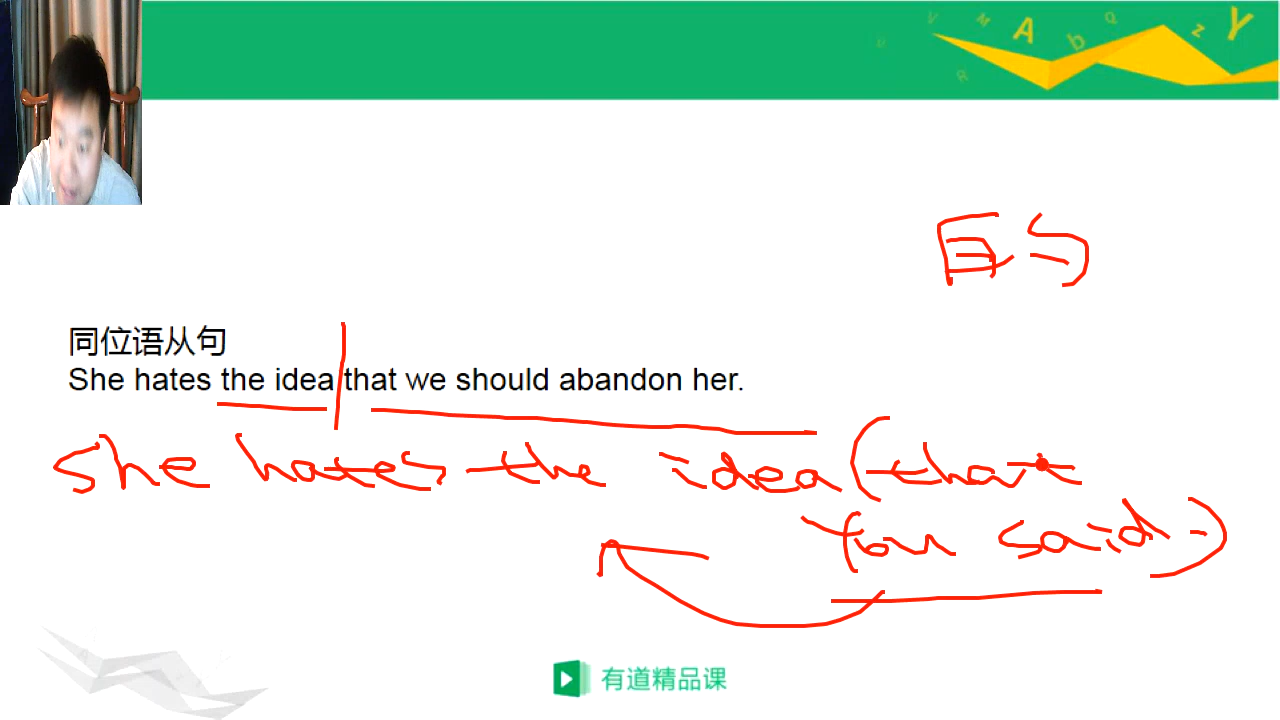 同位语从句
She hates the idea that we should abandon her.
She hates the idea (that
you said.)
有道精品课